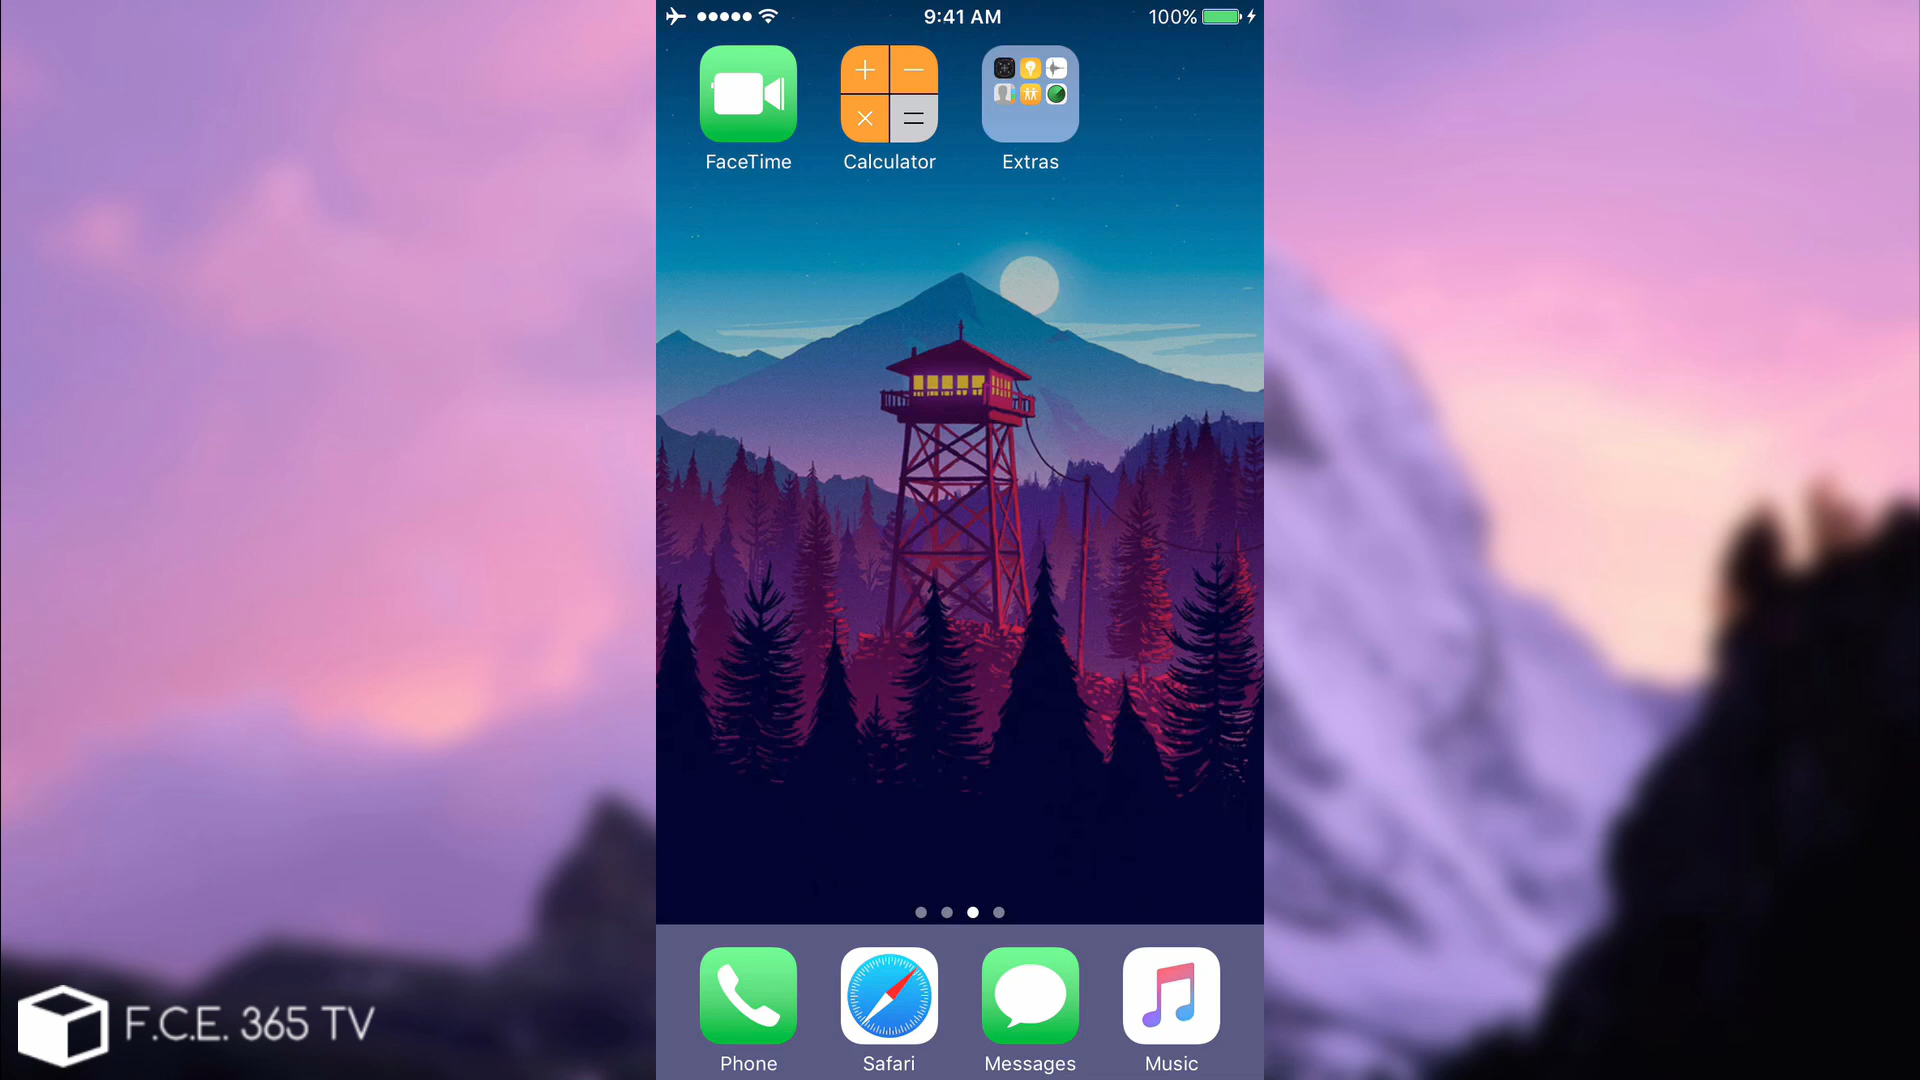 9:41 AM
100%
FaceTime
Calculator
Extras
Phone
Safari
Messages
Music
F.C.E. 365 TV